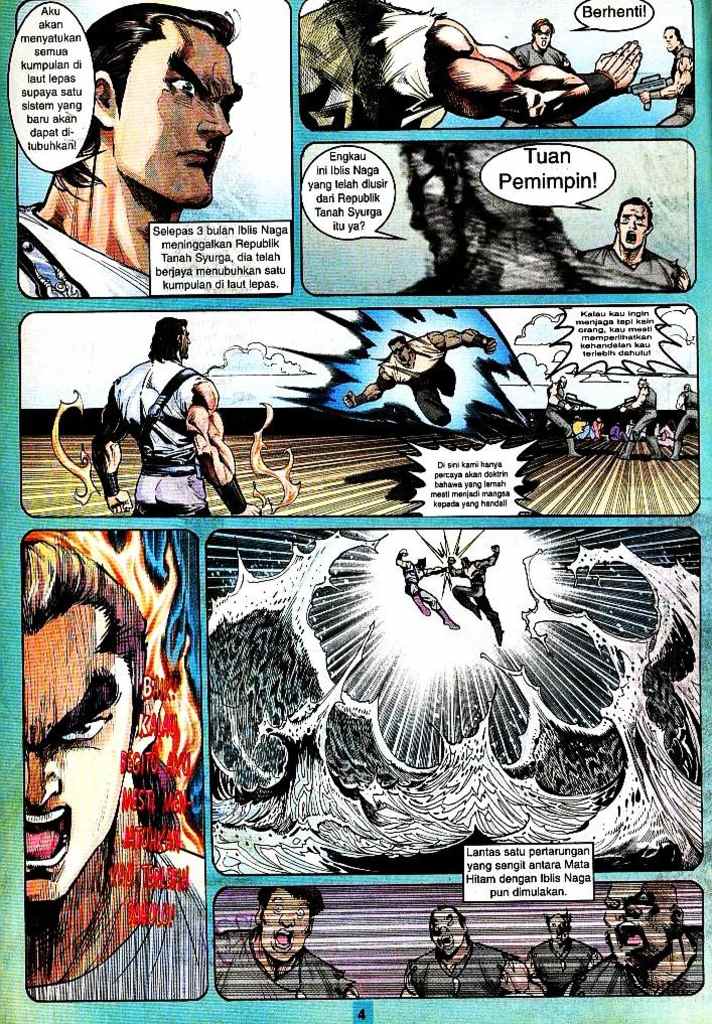 Aku
akan
menyatukan
semua
kumpulan di
laut lepas
supaya satu
sistem yang
baru akan
dapat di-
tubuhkan!
Selepas 3 bulan Iblis Naga
meninggalkan Republik
Tanah Syurga, dia telah
berjaya menubuhkan satu
kumpulan di laut lepas.
Berhenti!
Engkau
ini Iblis Naga
yang telah diusir
dari Republik
Tanah Syurga
itu ya?
Tuan
Pemimpin!
Kalau kau ingin
menjaga tepi kain
orang, kau mesti
memperlihatkan
kehandalan kau
terlebih dahulu!
Di sini kami hanya
percaya akan doktrin
bahawa yang lemah
mesti menjadi mangsa
kepada yang handal!
KALAU
BEGITU, KAMU
MESTI
DAHULU!
Lantas satu pertarungan
yang sengit antara Mata
Hitam dengan Iblis Naga
pun dimulakan.
4